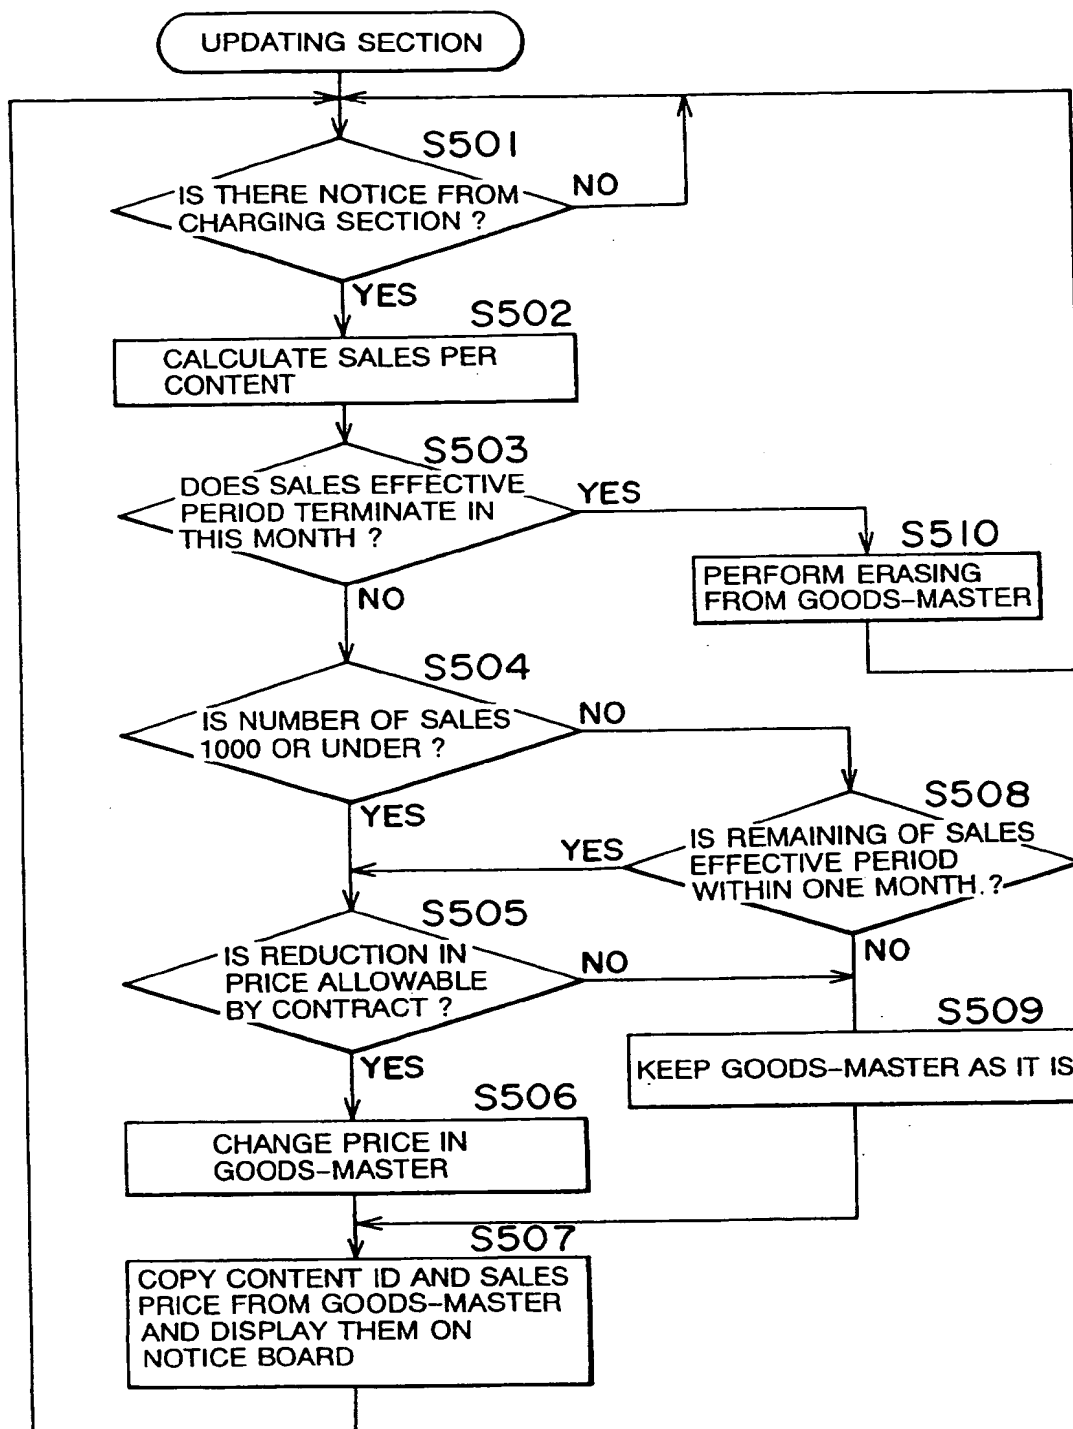 UPDATING SECTION
S501
IS THERE NOTICE FROM
CHARGING SECTION ?
NO
YES
S502
CALCULATE SALES PER
CONTENT
S503
DOES SALES EFFECTIVE
PERIOD TERMINATE IN
THIS MONTH ?
YES
NO
S510
PERFORM ERASING
FROM GOODS-MASTER
S504
IS NUMBER OF SALES
1000 OR UNDER ?
NO
YES
S508
IS REMAINING OF SALES
EFFECTIVE PERIOD
WITHIN ONE MONTH.?
YES
NO
S505
IS REDUCTION IN
PRICE ALLOWABLE
BY CONTRACT ?
NO
YES
S509
KEEP GOODS-MASTER AS IT IS
S506
CHANGE PRICE IN
GOODS-MASTER
S507
COPY CONTENT ID AND SALES
PRICE FROM GOODS-MASTER
AND DISPLAY THEM ON
NOTICE BOARD